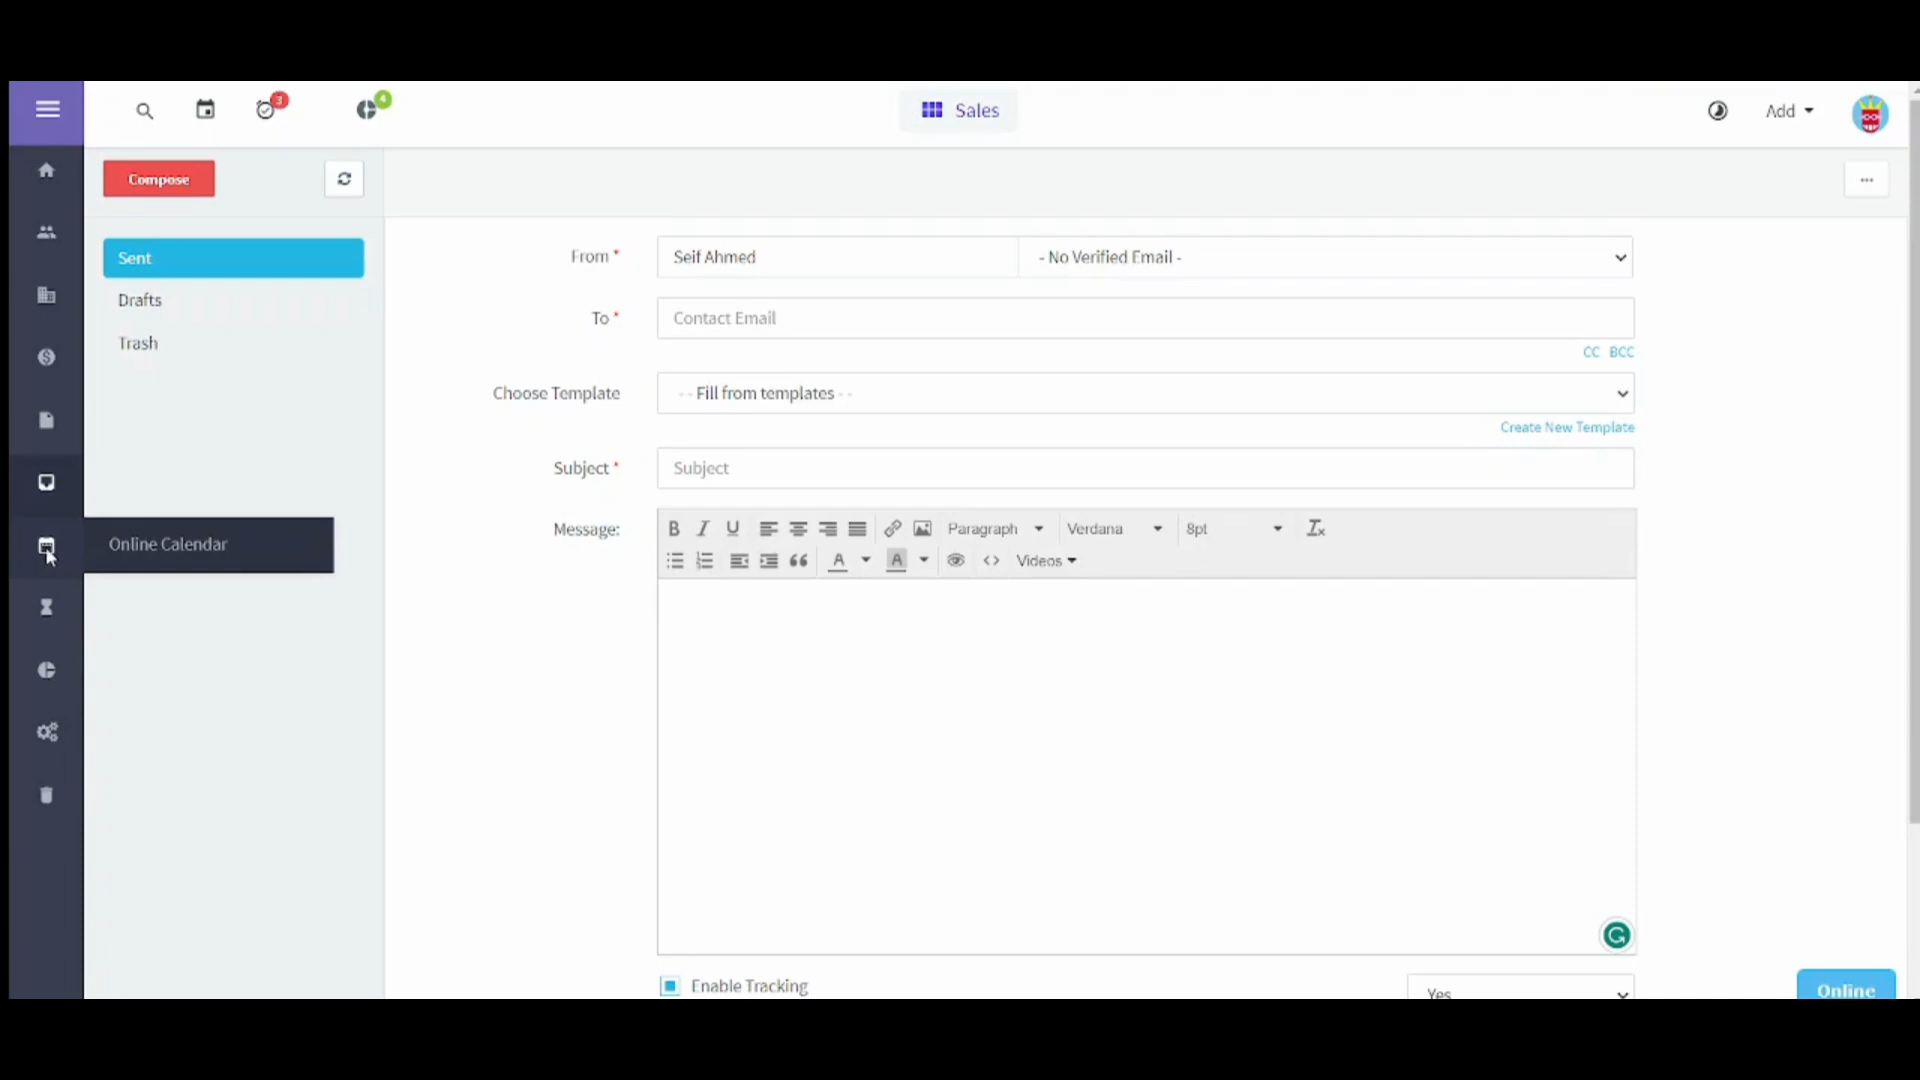 3
4
Sales
Add
Compose
...
Sent
Drafts
Trash
Online Calendar
From *
Seif Ahmed
- No Verified Email -
To *
Contact Email
CC BCC
Choose Template
-- Fill from templates --
Create New Template
Subject *
Subject
Message:
B I U
Paragraph
Verdana
8pt
A
A
Videos
Enable Tracking
Yes
Online